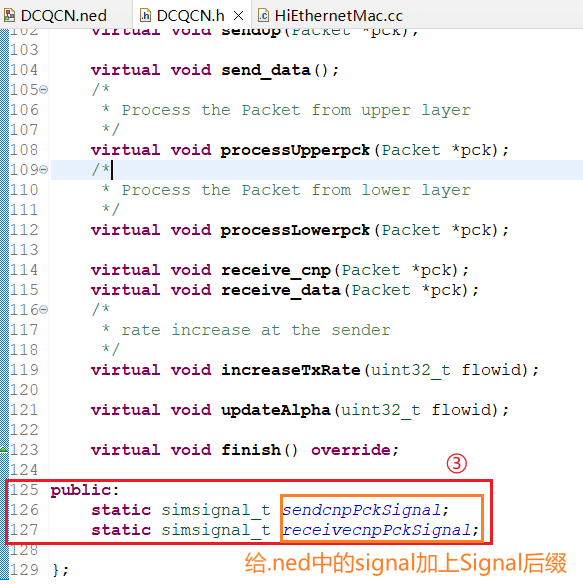 DCQCN.ned DCQCN.h HiEthernetMac.cc
102 virtual void sendup(Packet *pck);
103
104 virtual void send_data();
105 /*
106 * Process the Packet from upper layer
107 */
108 virtual void processUpperpck(Packet *pck);
109 /*
110 * Process the Packet from lower layer
111 */
112 virtual void processLowerpck(Packet *pck);
113
114 virtual void receive_cnp(Packet *pck);
115 virtual void receive_data(Packet *pck);
116 /*
117 * rate increase at the sender
118 */
119 virtual void increaseTxRate(uint32_t flowid);
120
121 virtual void updateAlpha(uint32_t flowid);
122
123 virtual void finish() override;
124
③
125 public:
126 static simsignal_t sendcnpPckSignal;
127 static simsignal_t receivecnpPckSignal;
128
给.ned中的signal加上Signal后缀
};